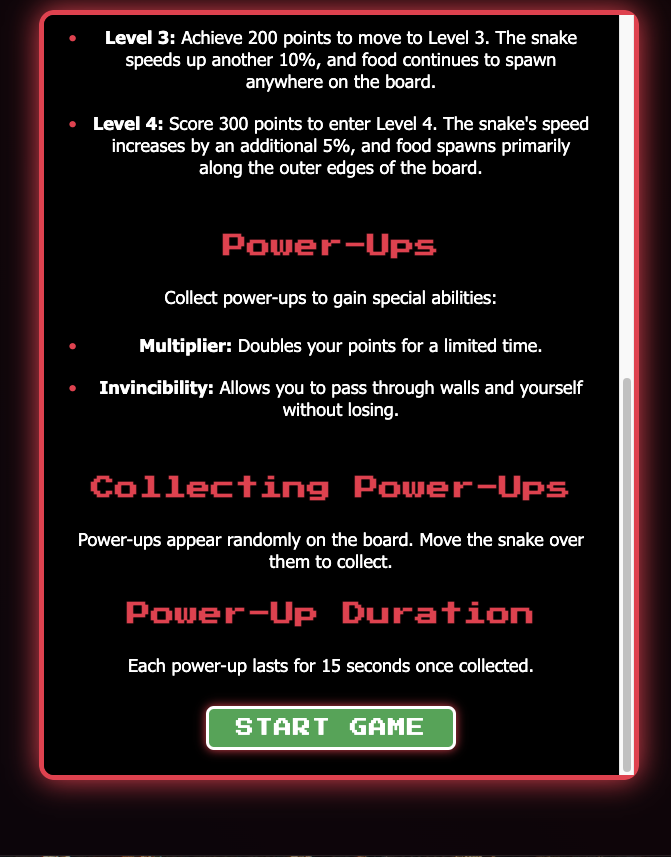 Level 3: Achieve 200 points to move to Level 3. The snake
speeds up another 10%, and food continues to spawn
anywhere on the board.
Level 4: Score 300 points to enter Level 4. The snake's speed
increases by an additional 5%, and food spawns primarily
along the outer edges of the board.
Power-Ups
Collect power-ups to gain special abilities:
Multiplier: Doubles your points for a limited time.
Invincibility: Allows you to pass through walls and yourself
without losing.
Collecting Power-Ups
Power-ups appear randomly on the board. Move the snake over
them to collect.
Power-Up Duration
Each power-up lasts for 15 seconds once collected.
START GAME